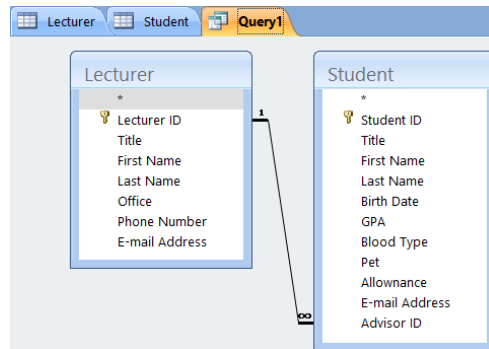 Lecturer Student Query1
Lecturer
*
Lecturer ID
Title
First Name
Last Name
Office
Phone Number
E-mail Address
1
∞
Student
*
Student ID
Title
First Name
Last Name
Birth Date
GPA
Blood Type
Pet
Allownance
E-mail Address
Advisor ID